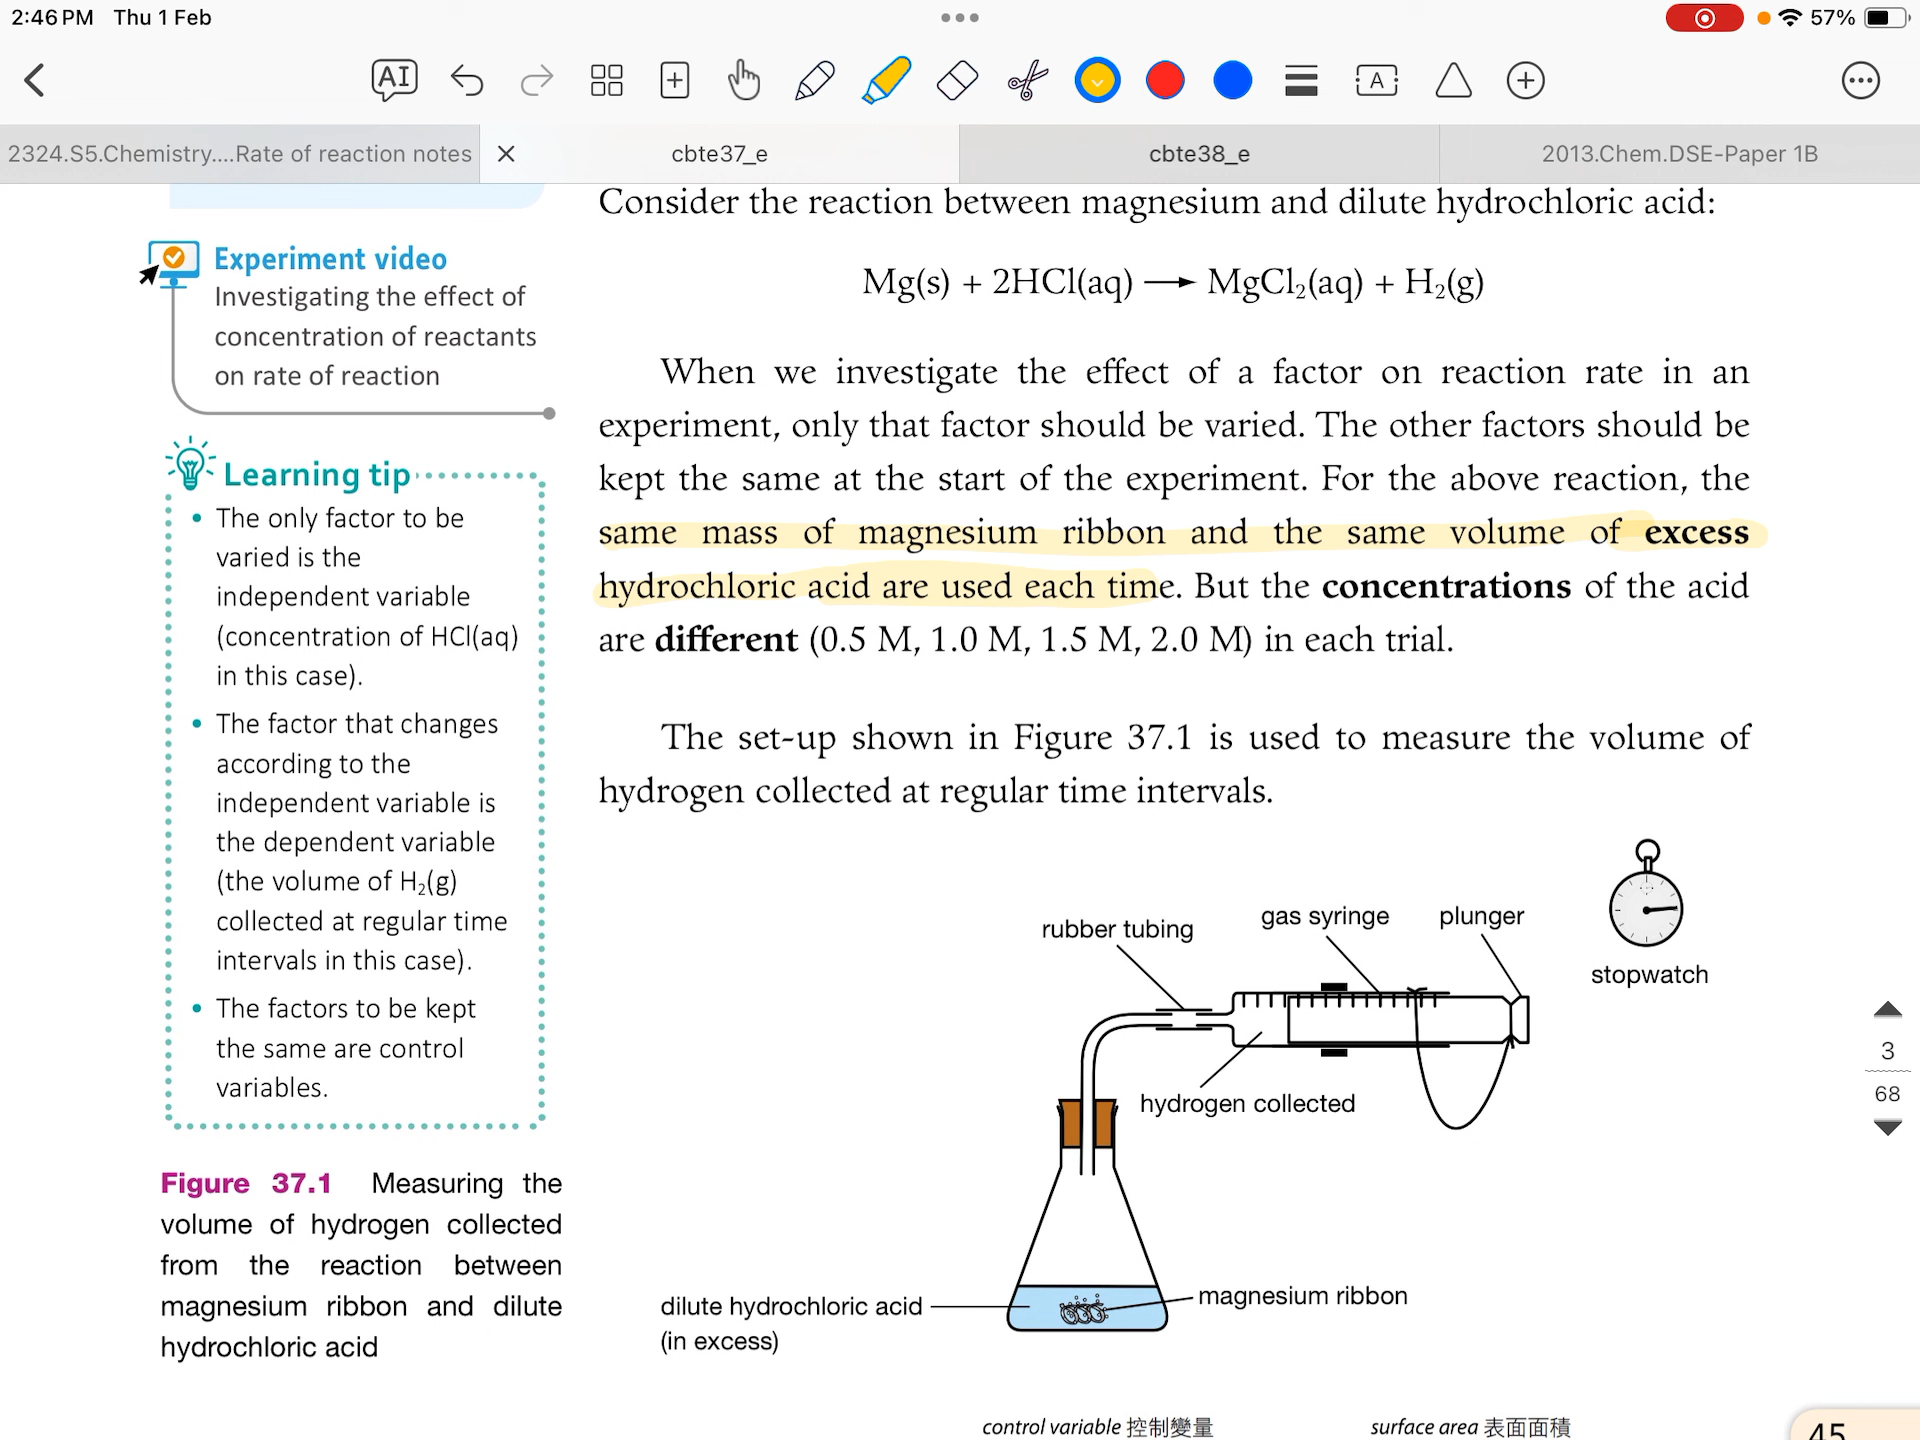 2:46 PM Thu 1 Feb
57%
AI
A
2324.S5.Chemistry....Rate of reaction notes
cbte37_e
cbte38_e
2013.Chem.DSE-Paper 1B
Experiment video
Investigating the effect of
concentration of reactants
on rate of reaction
Learning tip
• The only factor to be
varied is the
independent variable
(concentration of HCl(aq)
in this case).
• The factor that changes
according to the
independent variable is
the dependent variable
(the volume of H₂(g)
collected at regular time
intervals in this case).
• The factors to be kept
the same are control
variables.
Figure 37.1 Measuring the
volume of hydrogen collected
from the reaction between
magnesium ribbon and dilute
hydrochloric acid
Consider the reaction between magnesium and dilute hydrochloric acid:
Mg(s) + 2HCl(aq) ⟶ MgCl₂(aq) + H₂(g)
When we investigate the effect of a factor on reaction rate in an
experiment, only that factor should be varied. The other factors should be
kept the same at the start of the experiment. For the above reaction, the
same mass of magnesium ribbon and the same volume of excess
hydrochloric acid are used each time. But the concentrations of the acid
are different (0.5 M, 1.0 M, 1.5 M, 2.0 M) in each trial.
The set-up shown in Figure 37.1 is used to measure the volume of
hydrogen collected at regular time intervals.
rubber tubing
gas syringe
plunger
stopwatch
hydrogen collected
dilute hydrochloric acid
(in excess)
magnesium ribbon
3
68
control variable 控制變量
surface area 表面面積
45